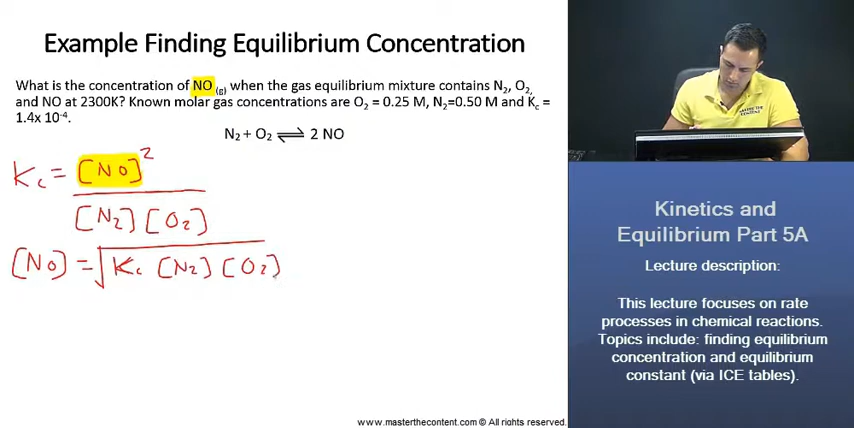 Example Finding Equilibrium Concentration
What is the concentration of NO (g) when the gas equilibrium mixture contains N2, O2,
and NO at 2300K? Known molar gas concentrations are O2 = 0.25 M, N2=0.50 M and Kc =
1.4x 10-4.
N2 + O2 ⇌ 2 NO
Kc = [NO]2
[N2] [O2]
[NO] = √Kc [N2] [O2]
MASTER THE
CONTENT
Kinetics and
Equilibrium Part 5A
Lecture description:
This lecture focuses on rate
processes in chemical reactions.
Topics include: finding equilibrium
concentration and equilibrium
constant (via ICE tables).
www.masterthecontent.com © All rights reserved.